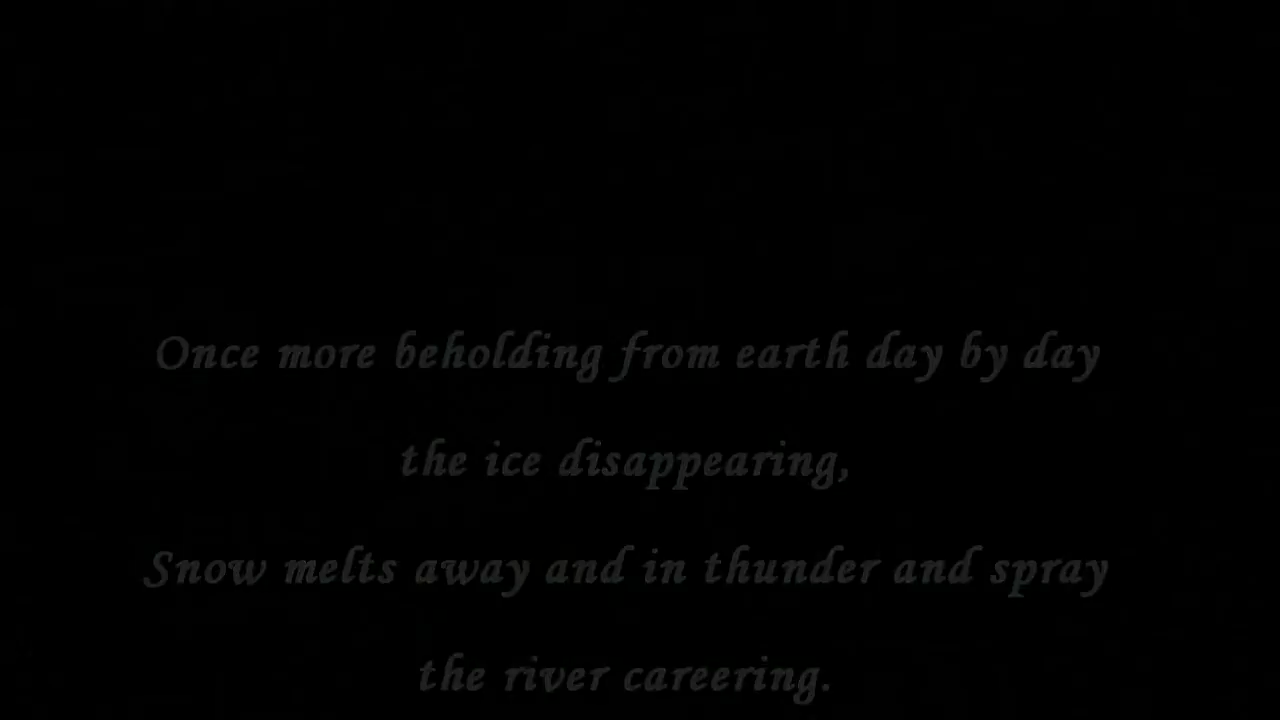 Once more beholding from earth day by day
the ice disappearing,
Snow melts away and in thunder and spray
the river careering.